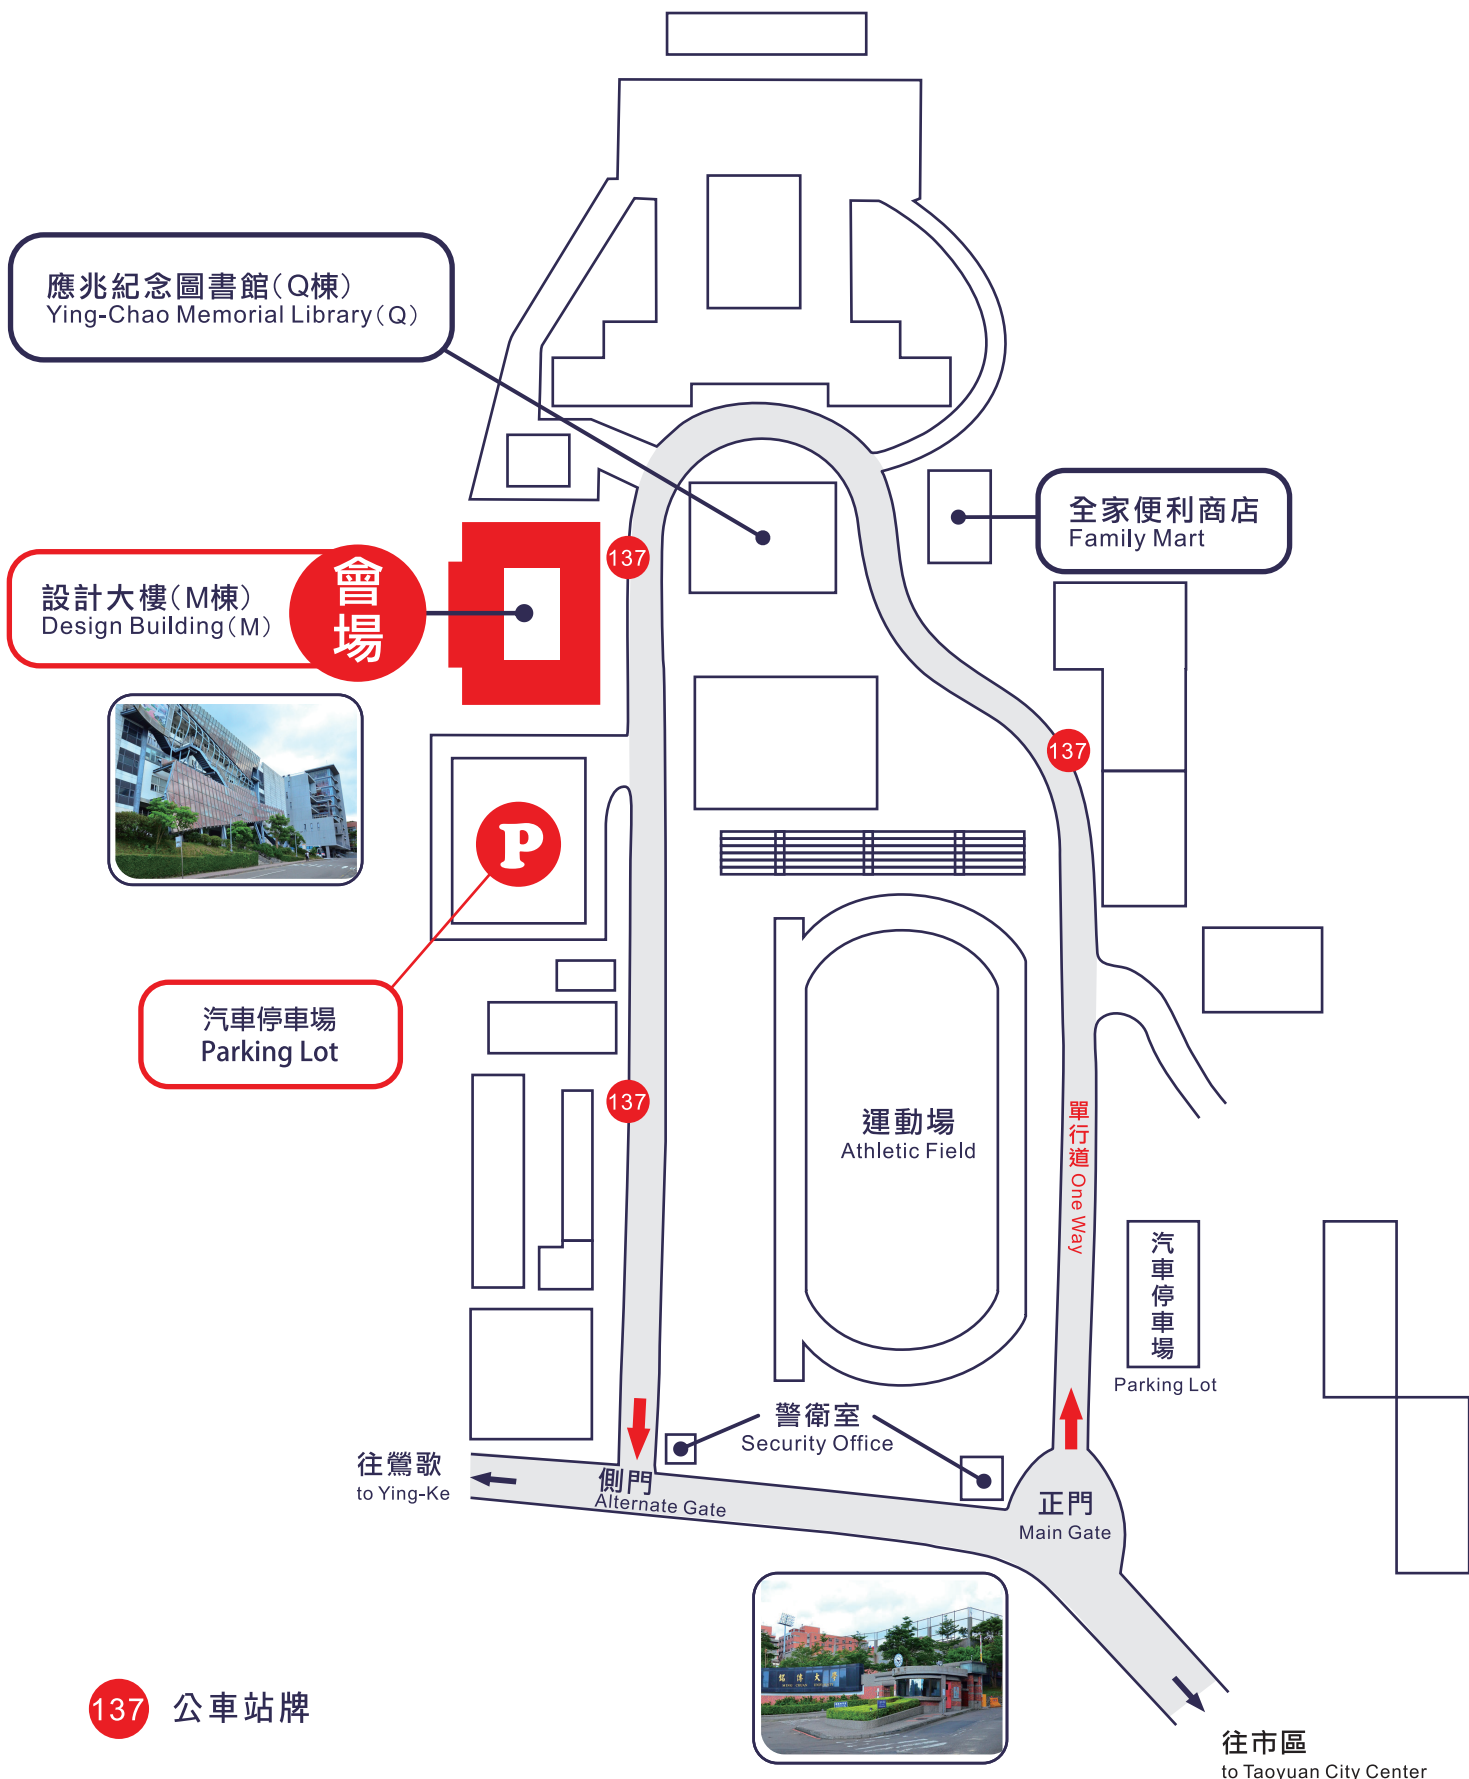 應兆紀念圖書館(Q棟)
Ying-Chao Memorial Library(Q)
全家便利商店
Family Mart
137
設計大樓(M棟)
Design Building(M)
會場
137
P
汽車停車場
Parking Lot
137
運動場
Athletic Field
單行道 One Way
汽車停車場
Parking Lot
警衛室
Security Office
往鶯歌
to Ying-Ke
側門
Alternate Gate
正門
Main Gate
銘傳大學
137 公車站牌
往市區
to Taoyuan City Center